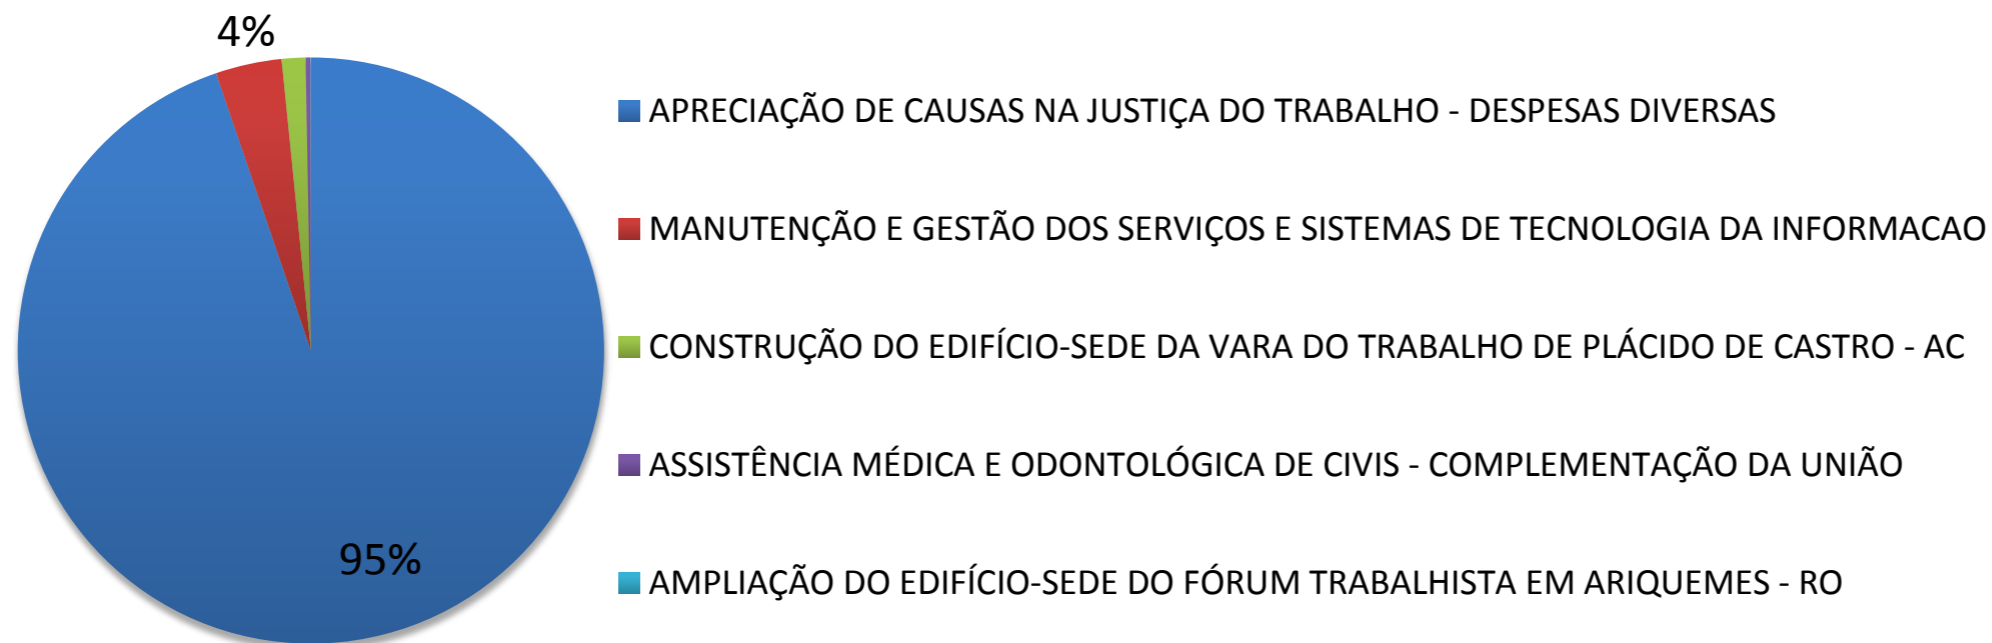 4%
APRECIAÇÃO DE CAUSAS NA JUSTIÇA DO TRABALHO - DESPESAS DIVERSAS
MANUTENÇÃO E GESTÃO DOS SERVIÇOS E SISTEMAS DE TECNOLOGIA DA INFORMACAO
CONSTRUÇÃO DO EDIFÍCIO-SEDE DA VARA DO TRABALHO DE PLÁCIDO DE CASTRO - AC
ASSISTÊNCIA MÉDICA E ODONTOLÓGICA DE CIVIS - COMPLEMENTAÇÃO DA UNIÃO
95%
AMPLIAÇÃO DO EDIFÍCIO-SEDE DO FÓRUM TRABALHISTA EM ARIQUEMES - RO